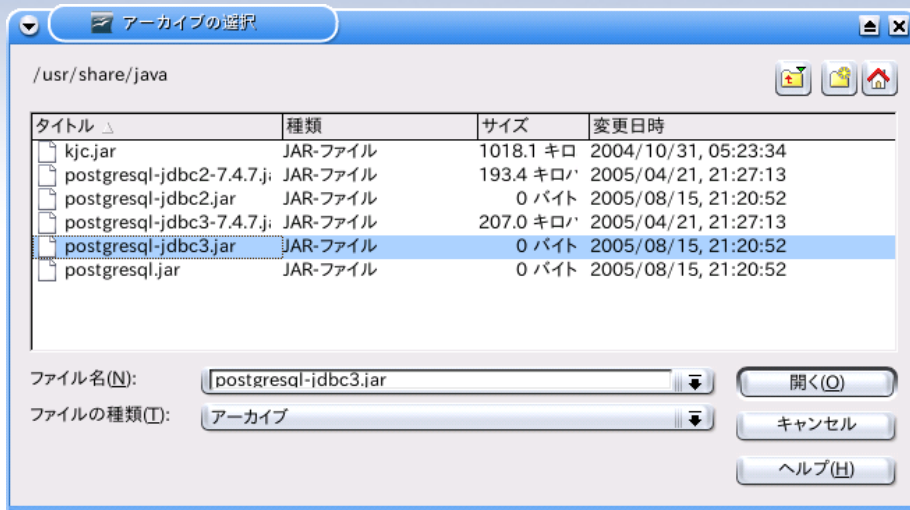 アーカイブの選択
/usr/share/java
タイトル 種類 サイズ 変更日時
kjc.jar JAR-ファイル 1018.1 キロ 2004/10/31, 05:23:34
postgresql-jdbc2-7.4.7.j JAR-ファイル 193.4 キロバ 2005/04/21, 21:27:13
postgresql-jdbc2.jar JAR-ファイル 0 バイト 2005/08/15, 21:20:52
postgresql-jdbc3-7.4.7.j JAR-ファイル 207.0 キロバ 2005/04/21, 21:27:13
postgresql-jdbc3.jar JAR-ファイル 0 バイト 2005/08/15, 21:20:52
postgresql.jar JAR-ファイル 0 バイト 2005/08/15, 21:20:52
ファイル名(N): postgresql-jdbc3.jar 開く(O)
ファイルの種類(T): アーカイブ キャンセル
ヘルプ(H)